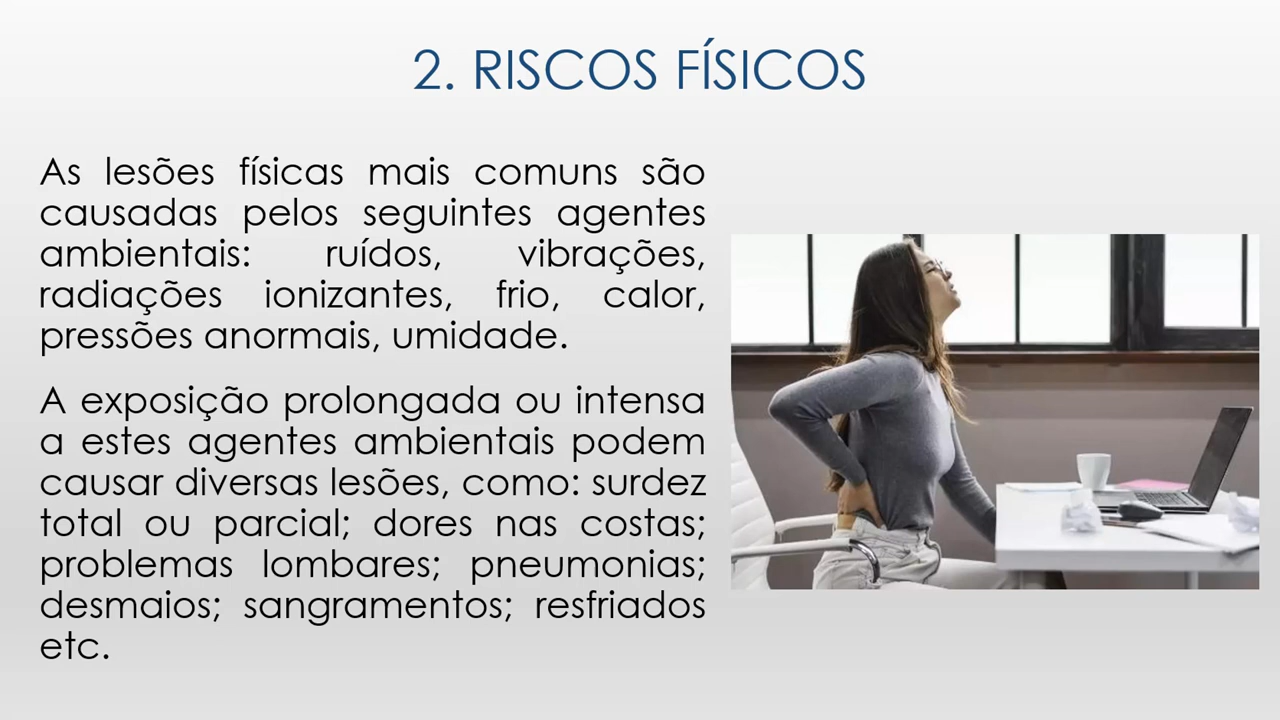 2. RISCOS FÍSICOS
As lesões físicas mais comuns são
causadas pelos seguintes agentes
ambientais: ruídos, vibrações,
radiações ionizantes, frio, calor,
pressões anormais, umidade.
A exposição prolongada ou intensa
a estes agentes ambientais podem
causar diversas lesões, como: surdez
total ou parcial; dores nas costas;
problemas lombares; pneumonias;
desmaios; sangramentos; resfriados
etc.